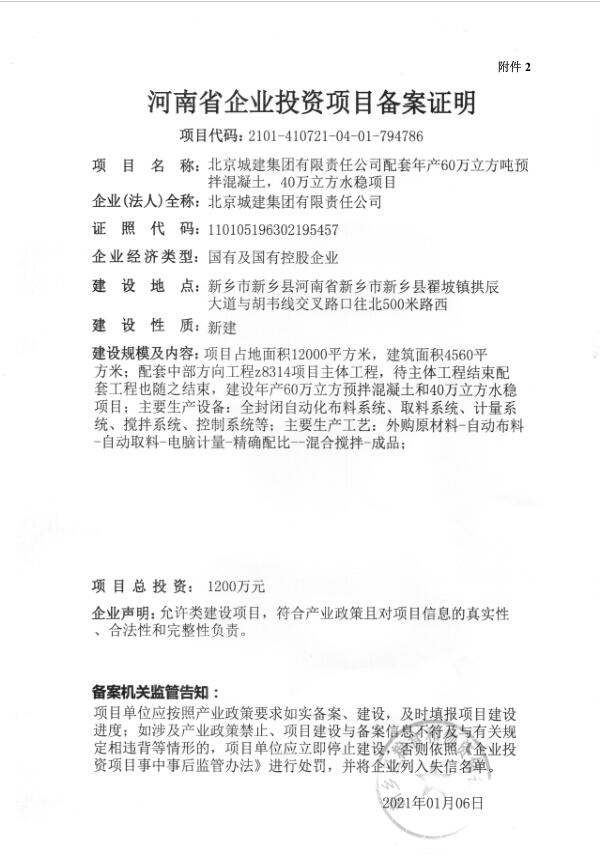 附件 2
河南省企业投资项目备案证明
项目代码：2101-410721-04-01-794786
项 目 名 称：北京城建集团有限责任公司配套年产60万立方吨预
拌混凝土，40万立方水稳项目
企业(法人)全称：北京城建集团有限责任公司
证 照 代 码：110105196302195457
企业经济类型：国有及国有控股企业
建 设 地 点：新乡市新乡县河南省新乡市新乡县翟坡镇拱辰
大道与胡韦线交叉路口往北500米路西
建 设 性 质：新建
建设规模及内容：项目占地面积12000平方米，建筑面积4560平
方米；配套中部方向工程z8314项目主体工程，待主体工程结束配
套工程也随之结束，建设年产60万立方预拌混凝土和40万立方水稳
项目；主要生产设备：全封闭自动化布料系统、取料系统、计量系
统、搅拌系统、控制系统等；主要生产工艺：外购原材料-自动布料
-自动取料-电脑计量-精确配比--混合搅拌-成品；
项 目 总 投 资：1200万元
企业声明：允许类建设项目，符合产业政策且对项目信息的真实性
、合法性和完整性负责。
备案机关监管告知：
项目单位应按照产业政策要求如实备案、建设，及时填报项目建设
进度；如涉及产业政策禁止、项目建设与备案信息不符及与有关规
定相违背等情形的，项目单位应立即停止建设，否则依照《企业投
资项目事中事后监管办法》进行处罚，并将企业列入失信名单。
2021年01月06日